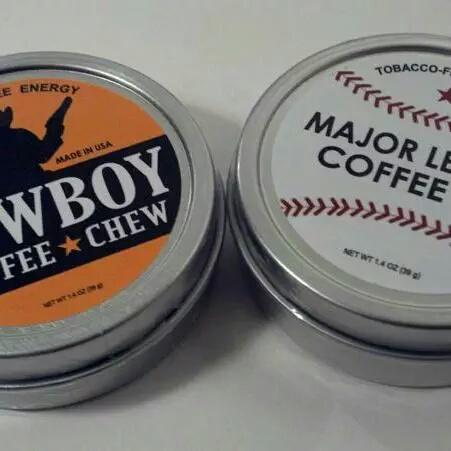 EE ENERGY
MADE IN USA
WBOY
FEE ★ CHEW
NET WT 1.4 OZ (39 g)
TOBACCO-F
MAJOR LE
COFFEE
NET WT 1.4 OZ (39 g)